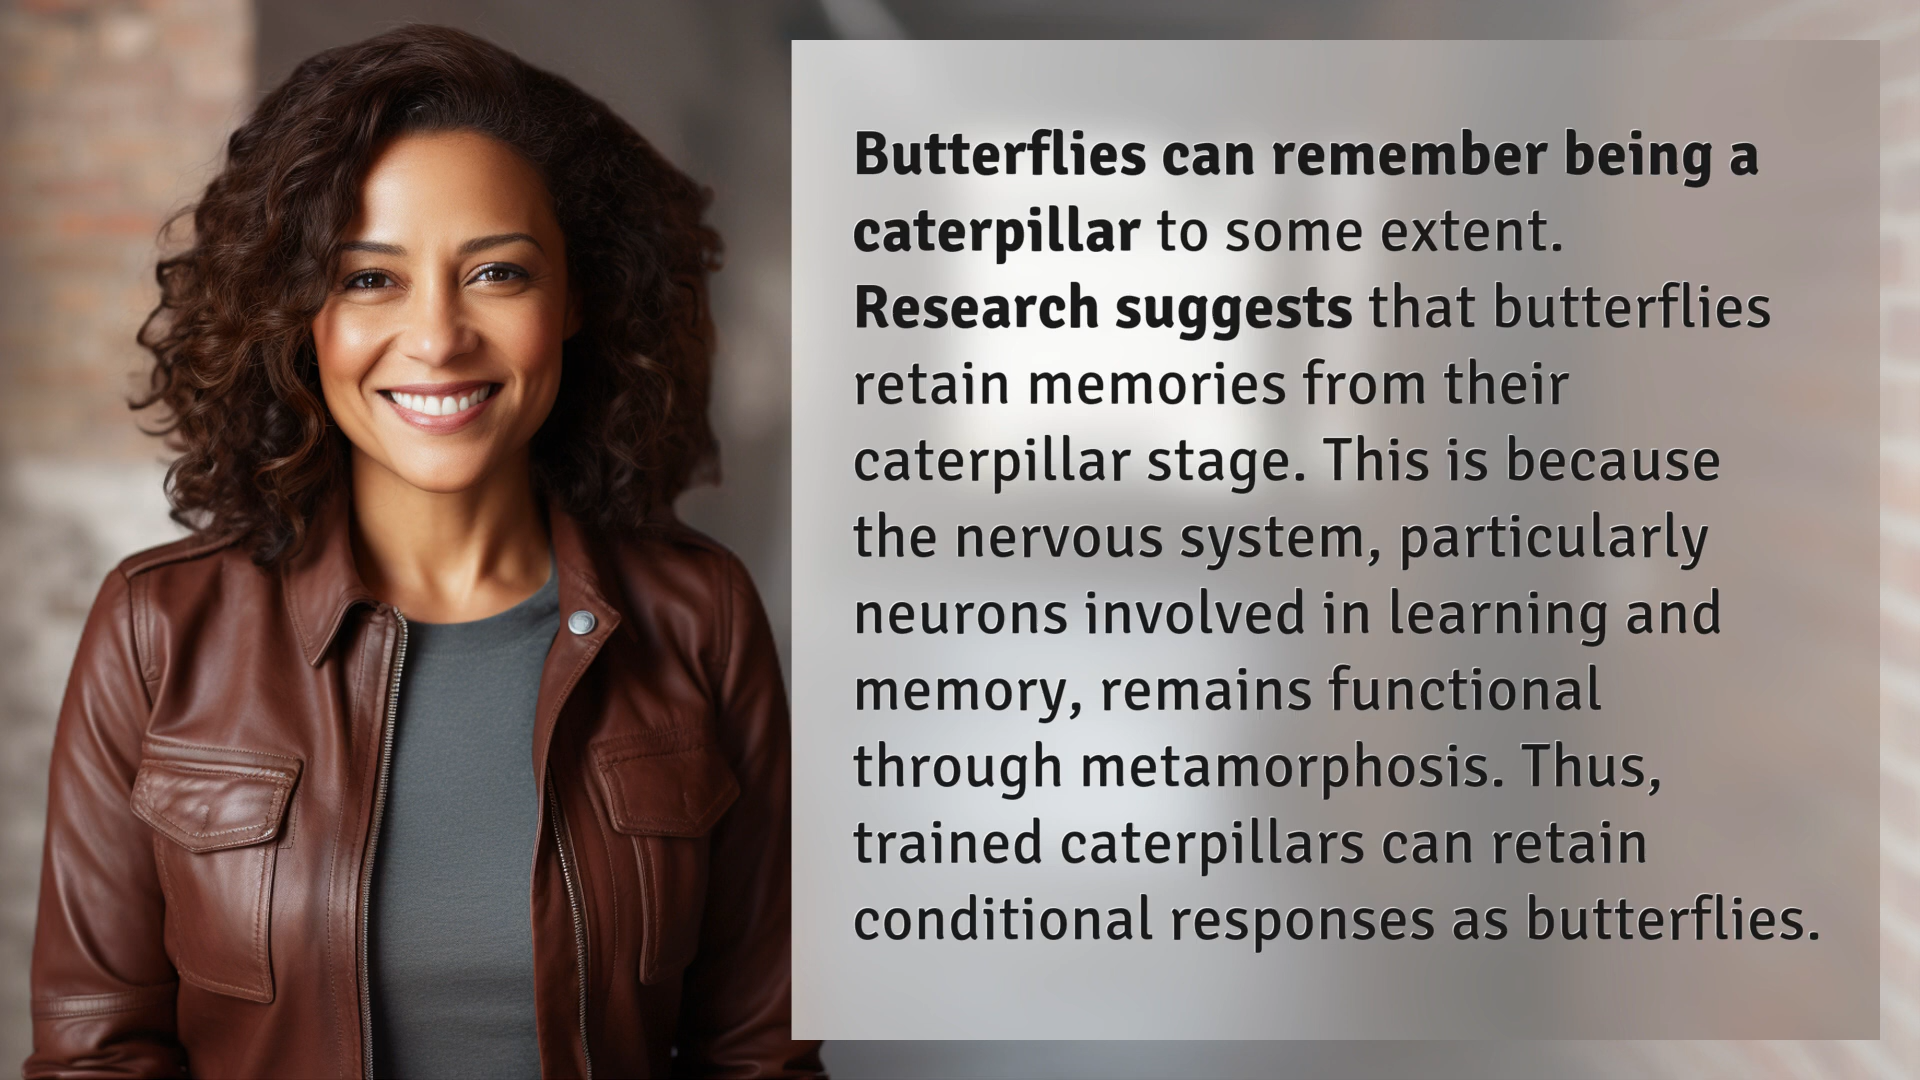 Butterflies can remember being a
caterpillar to some extent.
Research suggests that butterflies
retain memories from their
caterpillar stage. This is because
the nervous system, particularly
neurons involved in learning and
memory, remains functional
through metamorphosis. Thus,
trained caterpillars can retain
conditional responses as butterflies.